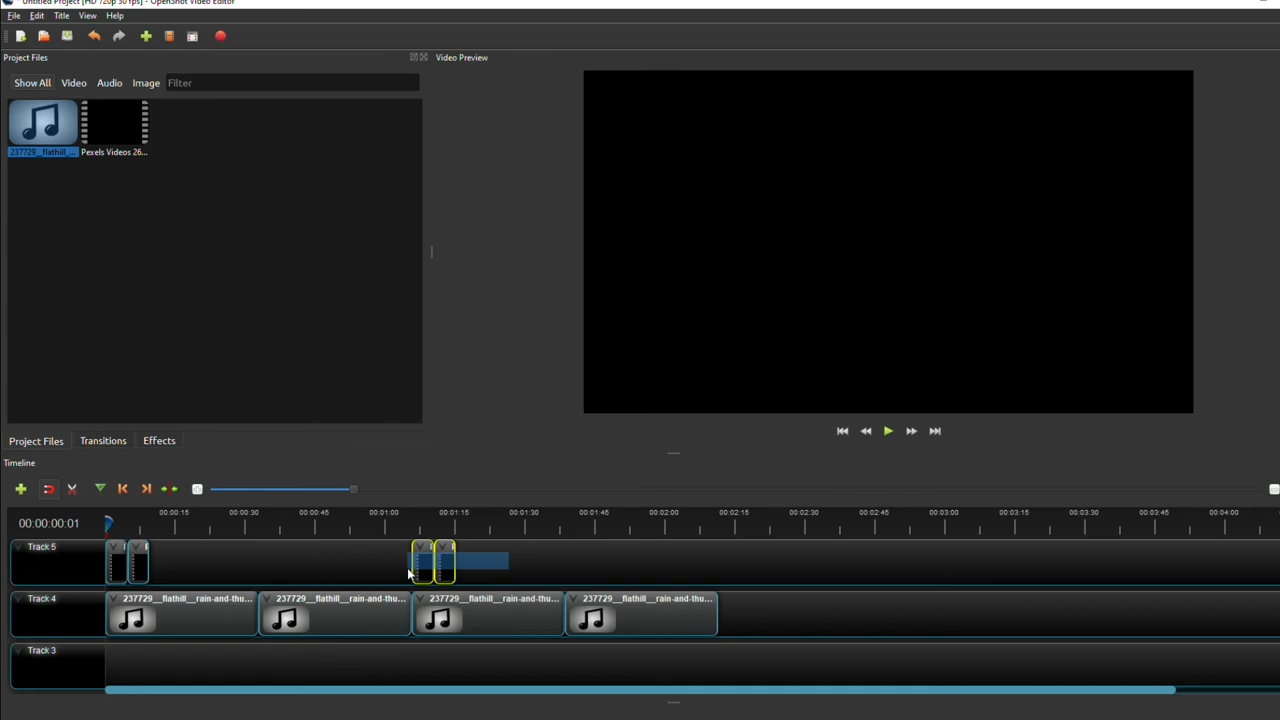 * Untitled Project [HD 720p 30 fps] - OpenShot Video Editor
File Edit Title View Help
Project Files
Video Preview
Show All Video Audio Image Filter
237729__flathill_... Pexels Videos 26...
Project Files Transitions Effects
Timeline
00:00:00:01
00:00:15 00:00:30 00:00:45 00:01:00 00:01:15 00:01:30 00:01:45 00:02:00 00:02:15 00:02:30 00:02:45 00:03:00 00:03:15 00:03:30 00:03:45 00:04:00
Track 5
Track 4 237729__flathill__rain-and-thu... 237729__flathill__rain-and-thu... 237729__flathill__rain-and-thu... 237729__flathill__rain-and-thu...
Track 3